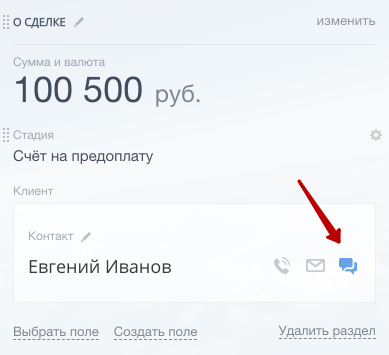 О СДЕЛКЕ изменить
Сумма и валюта
100 500 руб.
Стадия
Счёт на предоплату
Клиент
Контакт
Евгений Иванов
Выбрать поле Создать поле Удалить раздел